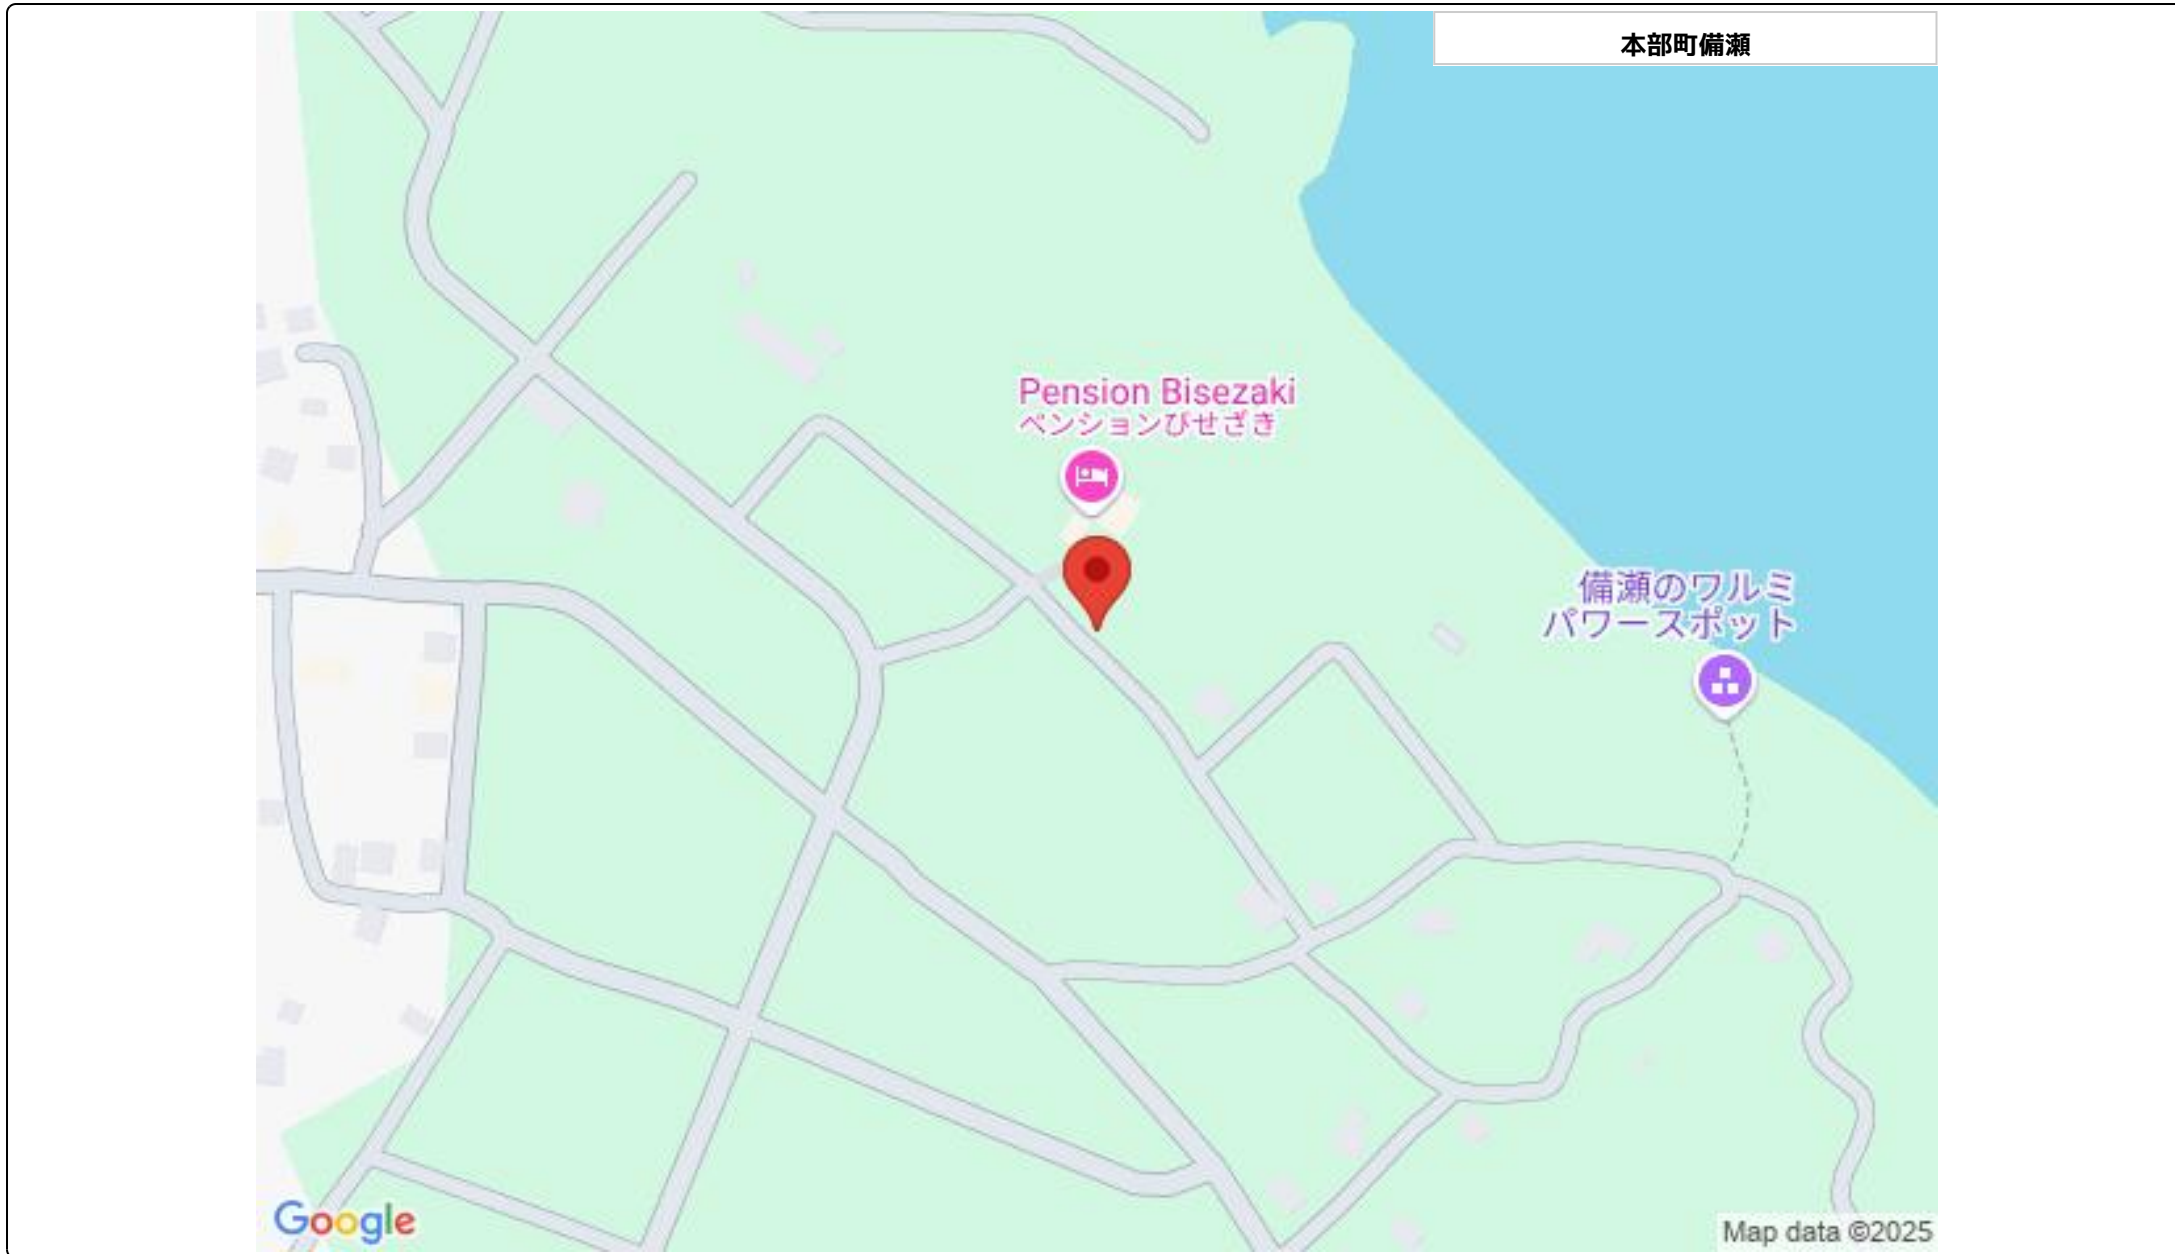 本部町備瀬
Pension Bisezaki
ペンションびせざき
備瀬のワルミ
パワースポット
Google
Map data ©2025